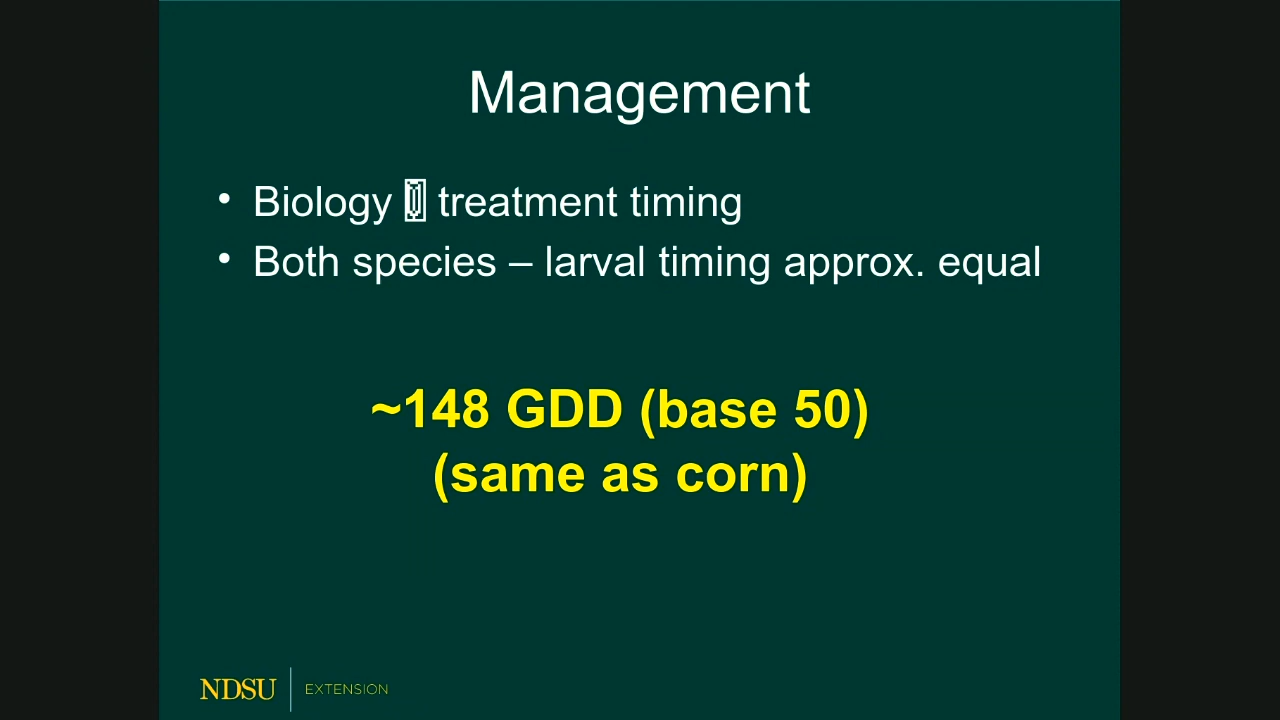 Management
• Biology treatment timing
• Both species – larval timing approx. equal
~148 GDD (base 50)
(same as corn)
NDSU EXTENSION